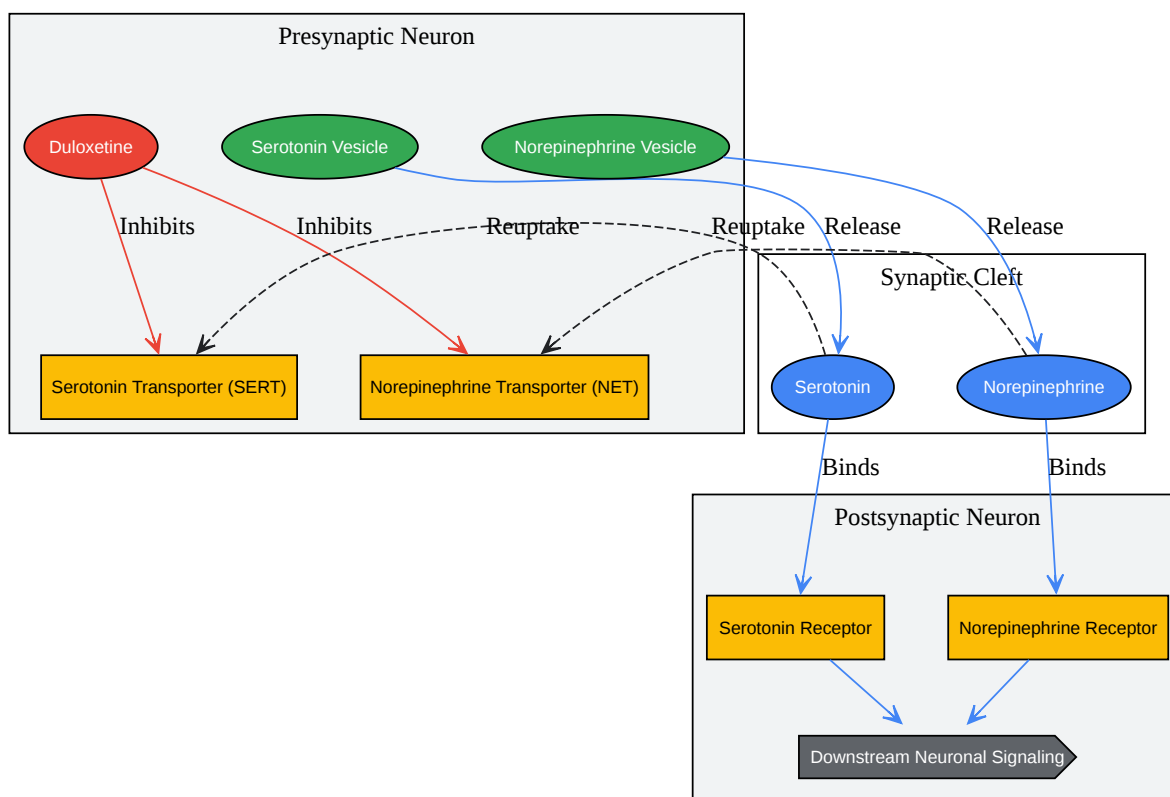 Presynaptic Neuron
Duloxetine
Serotonin Vesicle
Norepinephrine Vesicle
Inhibits
Inhibits
Reuptake
Reuptake
Release
Release
Synaptic Cleft
Serotonin Transporter (SERT)
Norepinephrine Transporter (NET)
Serotonin
Norepinephrine
Binds
Binds
Postsynaptic Neuron
Serotonin Receptor
Norepinephrine Receptor
Downstream Neuronal Signaling